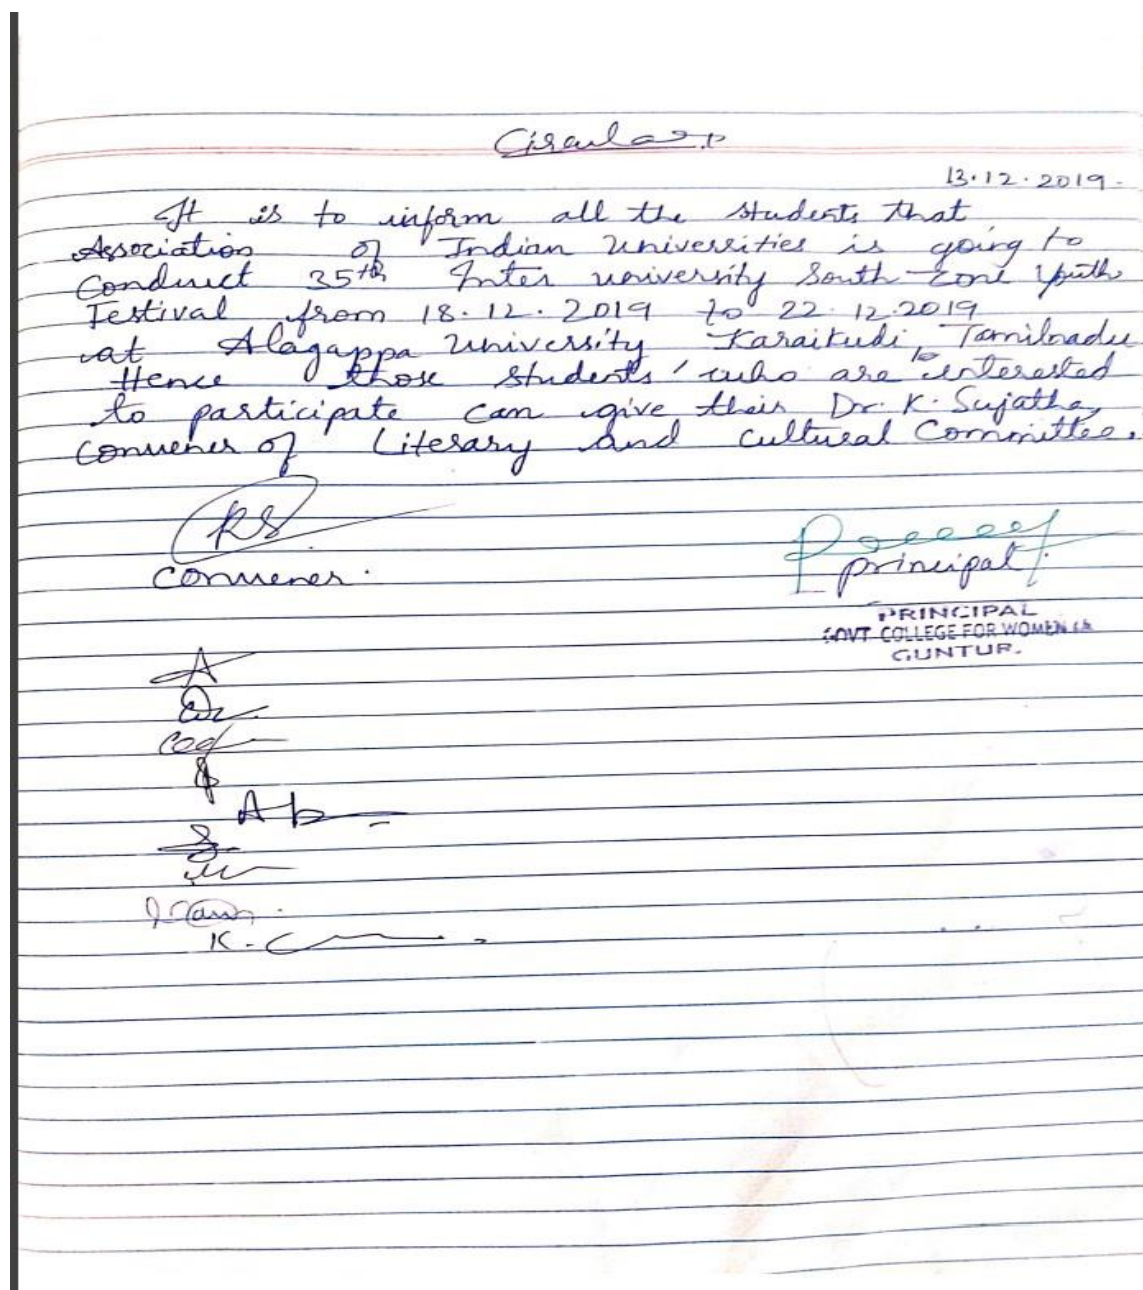 Circular
13.12.2019.
It is to inform all the students that
Association of Indian Universities is going to
Conduct 35th Inter university South-Zone Youth
Festival from 18.12.2019 to 22.12.2019
at Alagappa University Karaikudi, Tamilnadu
Hence those students who are interested
to
to participate can give their Dr. K. Sujatha,
convener of Literary and cultural Committee.
convener.
principal
PRINCIPAL
GOVT COLLEGE FOR WOMEN
GUNTUR.